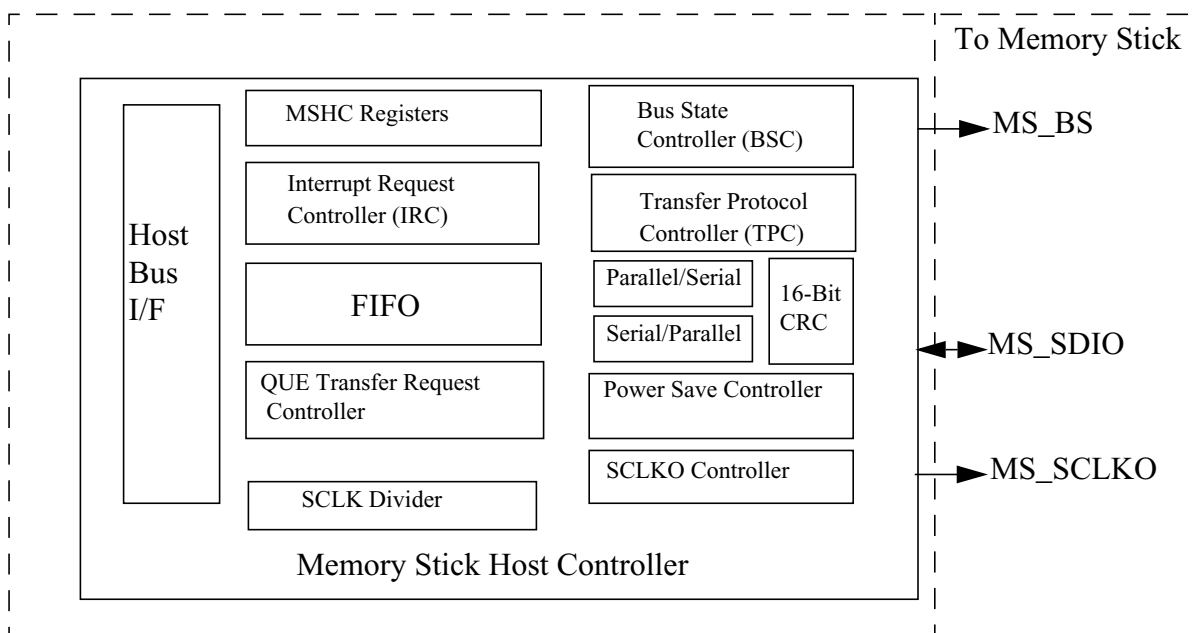 To Memory Stick
MSHC Registers
Bus State
Controller (BSC)
MS_BS
Interrupt Request
Controller (IRC)
Transfer Protocol
Controller (TPC)
Host
Bus
I/F
FIFO
Parallel/Serial
Serial/Parallel
16-Bit
CRC
MS_SDIO
QUE Transfer Request
Controller
Power Save Controller
SCLKO Controller
MS_SCLKO
SCLK Divider
Memory Stick Host Controller